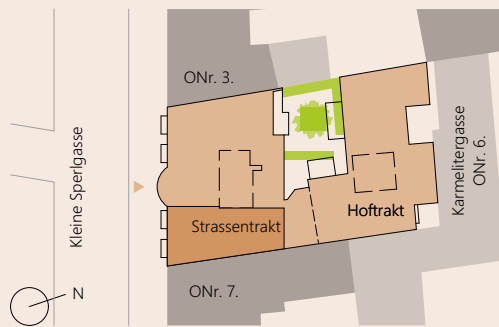 ONr. 3.
Kleine Sperlgasse
Karmelitergasse
ONr. 6.
Hoftrakt
Strassentrakt
ONr. 7.
N